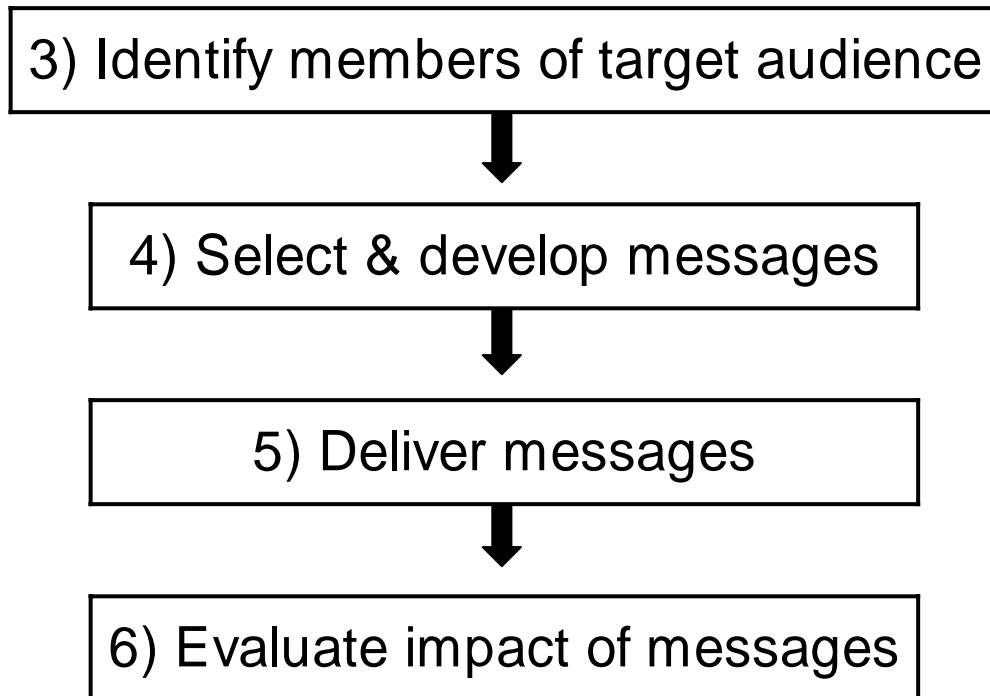 3) Identify members of target audience
4) Select & develop messages
5) Deliver messages
6) Evaluate impact of messages